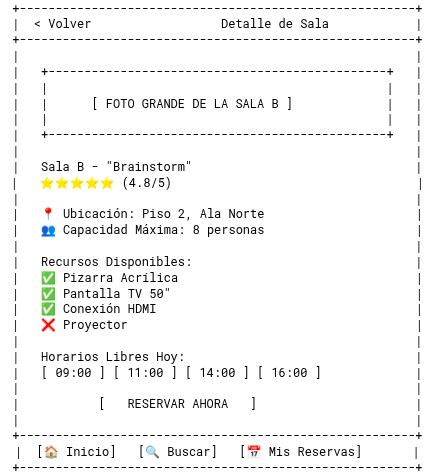 < Volver Detalle de Sala
[ FOTO GRANDE DE LA SALA B ]
Sala B - "Brainstorm"
⭐⭐⭐⭐⭐ (4.8/5)
📍 Ubicación: Piso 2, Ala Norte
👥 Capacidad Máxima: 8 personas
Recursos Disponibles:
✅ Pizarra Acrílica
✅ Pantalla TV 50"
✅ Conexión HDMI
❌ Proyector
Horarios Libres Hoy:
[ 09:00 ] [ 11:00 ] [ 14:00 ] [ 16:00 ]
[ RESERVAR AHORA ]
[🏠 Inicio] [🔍 Buscar] [📅 Mis Reservas]